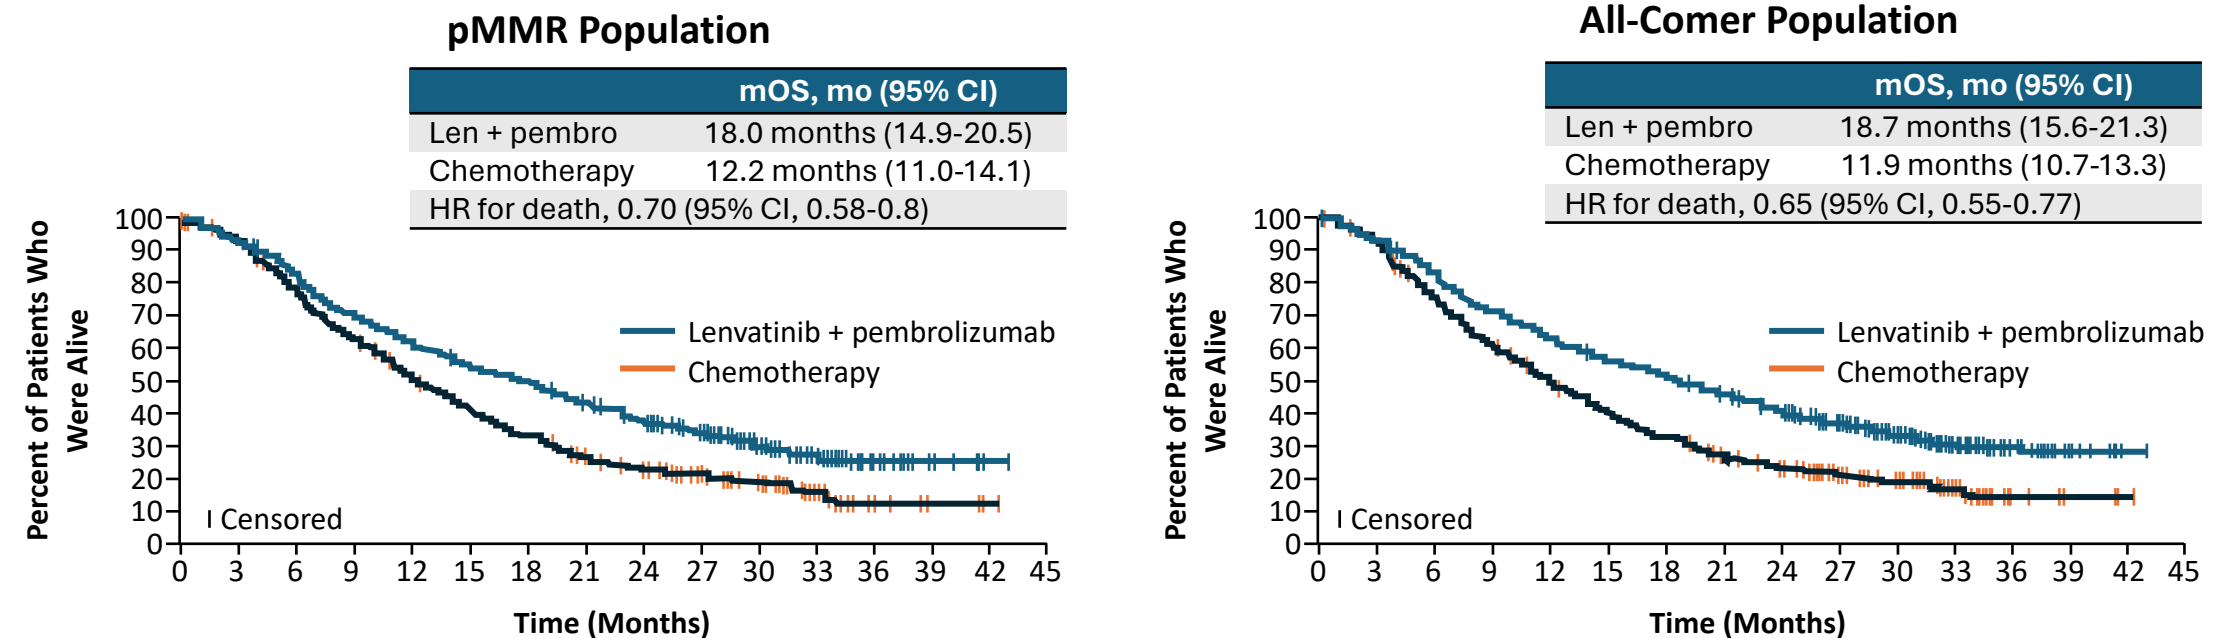 pMMR Population
mOS, mo (95% CI)
Len + pembro 18.0 months (14.9-20.5)
Chemotherapy 12.2 months (11.0-14.1)
HR for death, 0.70 (95% CI, 0.58-0.8)
Percent of Patients Who
Were Alive
100
90
80
70
60
50
40
30
20
10
0
Lenvatinib + pembrolizumab
Chemotherapy
I Censored
0 3 6 9 12 15 18 21 24 27 30 33 36 39 42 45
Time (Months)
All-Comer Population
mOS, mo (95% CI)
Len + pembro 18.7 months (15.6-21.3)
Chemotherapy 11.9 months (10.7-13.3)
HR for death, 0.65 (95% CI, 0.55-0.77)
Percent of Patients Who
Were Alive
100
90
80
70
60
50
40
30
20
10
0
Lenvatinib + pembrolizumab
Chemotherapy
I Censored
0 3 6 9 12 15 18 21 24 27 30 33 36 39 42 45
Time (Months)